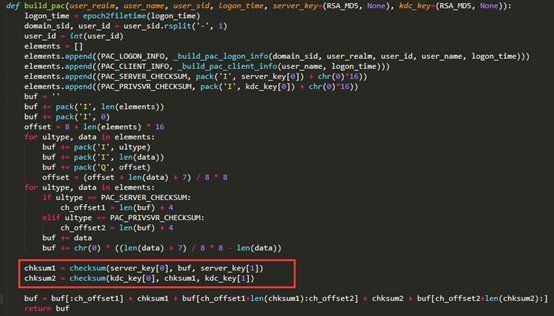 def build_pac(user_realm, user_name, user_sid, logon_time, server_key=(RSA_MD5, None), kdc_key=(RSA_MD5, None)):
logon_time = epoch2filetime(logon_time)
domain_sid, user_id = user_sid.rsplit('-', 1)
user_id = int(user_id)
elements = []
elements.append((PAC_LOGON_INFO, _build_pac_logon_info(domain_sid, user_realm, user_id, user_name, logon_time)))
elements.append((PAC_CLIENT_INFO, _build_pac_client_info(user_name, logon_time)))
elements.append((PAC_SERVER_CHECKSUM, pack('I', server_key[0]) + chr(0)*16))
elements.append((PAC_PRIVSVR_CHECKSUM, pack('I', kdc_key[0]) + chr(0)*16))
buf = ''
buf += pack('I', len(elements))
buf += pack('I', 0)
offset = 8 + len(elements) * 16
for ultype, data in elements:
buf += pack('I', ultype)
buf += pack('I', len(data))
buf += pack('Q', offset)
offset = (offset + len(data) + 7) / 8 * 8
for ultype, data in elements:
if ultype == PAC_SERVER_CHECKSUM:
ch_offset1 = len(buf) + 4
elif ultype == PAC_PRIVSVR_CHECKSUM:
ch_offset2 = len(buf) + 4
buf += data
buf += chr(0) * ((len(data) + 7) / 8 * 8 - len(data))
chksum1 = checksum(server_key[0], buf, server_key[1])
chksum2 = checksum(kdc_key[0], chksum1, kdc_key[1])
buf = buf[:ch_offset1] + chksum1 + buf[ch_offset1+len(chksum1):ch_offset2] + chksum2 + buf[ch_offset2+len(chksum2):]
return buf